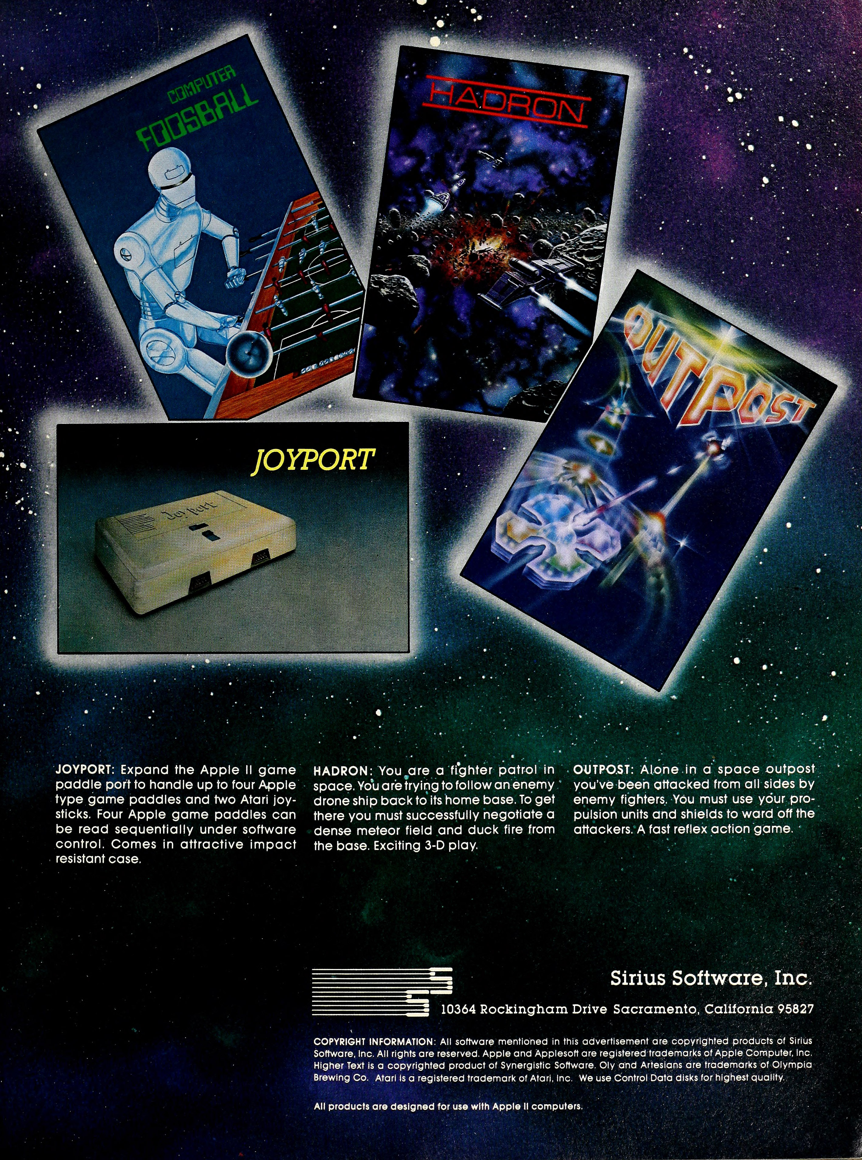 COMPUTER
FOOSBALL
HADRON
OUTPOST
JOYPORT
Joyport
JOYPORT: Expand the Apple II game
paddle port to handle up to four Apple
type game paddles and two Atari joy-
sticks. Four Apple game paddles can
be read sequentially under software
control. Comes in attractive impact
resistant case.
HADRON: You are a fighter patrol in
space. You are trying to follow an enemy
drone ship back to its home base. To get
there you must successfully negotiate a
dense meteor field and duck fire from
the base. Exciting 3-D play.
OUTPOST: Alone in a space outpost
you've been attacked from all sides by
enemy fighters. You must use your pro-
pulsion units and shields to ward off the
attackers. A fast reflex action game.
Sirius Software, Inc.
10364 Rockingham Drive Sacramento, California 95827
COPYRIGHT INFORMATION: All software mentioned in this advertisement are copyrighted products of Sirius
Software, Inc. All rights are reserved. Apple and Applesoft are registered trademarks of Apple Computer, Inc.
Higher Text is a copyrighted product of Synergistic Software. Oly and Artesians are trademarks of Olympia
Brewing Co. Atari is a registered trademark of Atari, Inc. We use Control Data disks for highest quality.
All products are designed for use with Apple II computers.